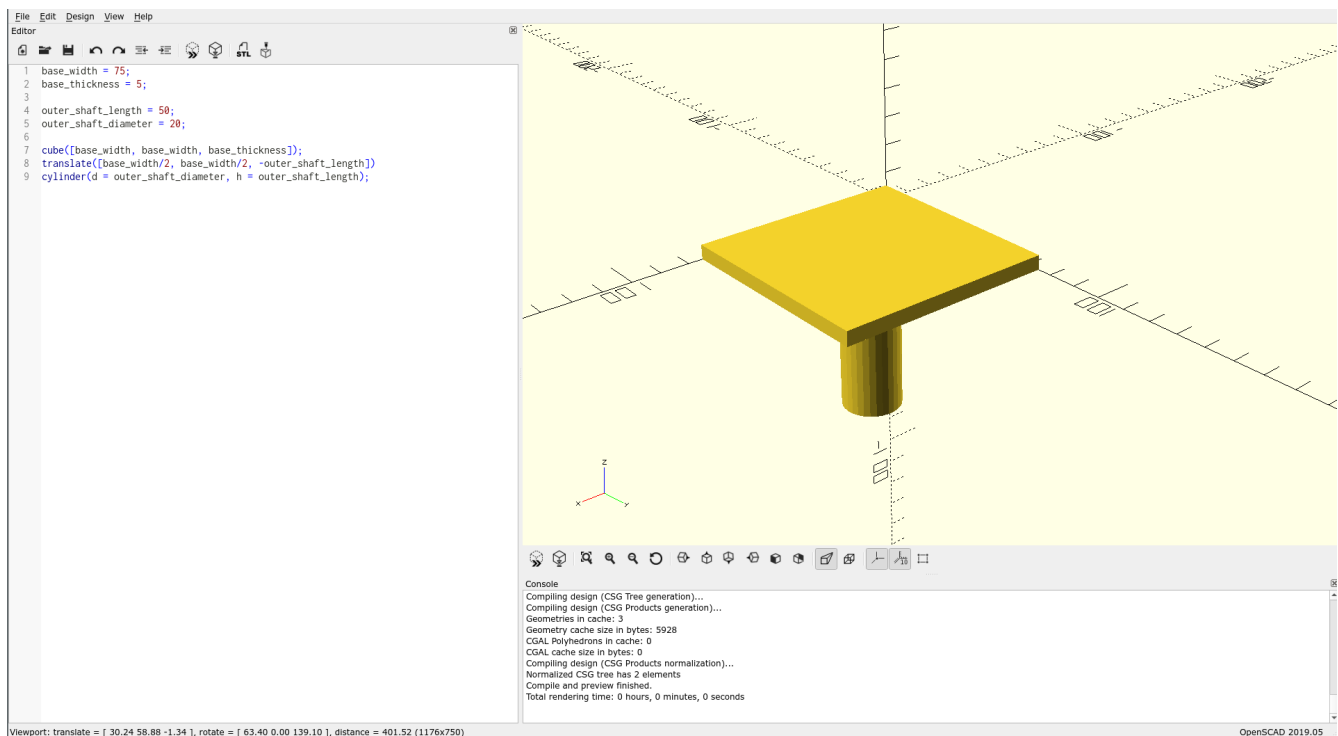 File Edit Design View Help
Editor
STL
1 base_width = 75;
2 base_thickness = 5;
3
4 outer_shaft_length = 50;
5 outer_shaft_diameter = 20;
6
7 cube([base_width, base_width, base_thickness]);
8 translate([base_width/2, base_width/2, -outer_shaft_length])
9 cylinder(d = outer_shaft_diameter, h = outer_shaft_length);
100
100
-100
Z
X
Y
10
Console
Compiling design (CSG Tree generation)...
Compiling design (CSG Products generation)...
Geometries in cache: 3
Geometry cache size in bytes: 5928
CGAL Polyhedrons in cache: 0
CGAL cache size in bytes: 0
Compiling design (CSG Products normalization)...
Normalized CSG tree has 2 elements
Compile and preview finished.
Total rendering time: 0 hours, 0 minutes, 0 seconds
Viewport: translate = [ 30.24 58.88 -1.34 ], rotate = [ 63.40 0.00 139.10 ], distance = 401.52 (1176x750)
OpenSCAD 2019.05